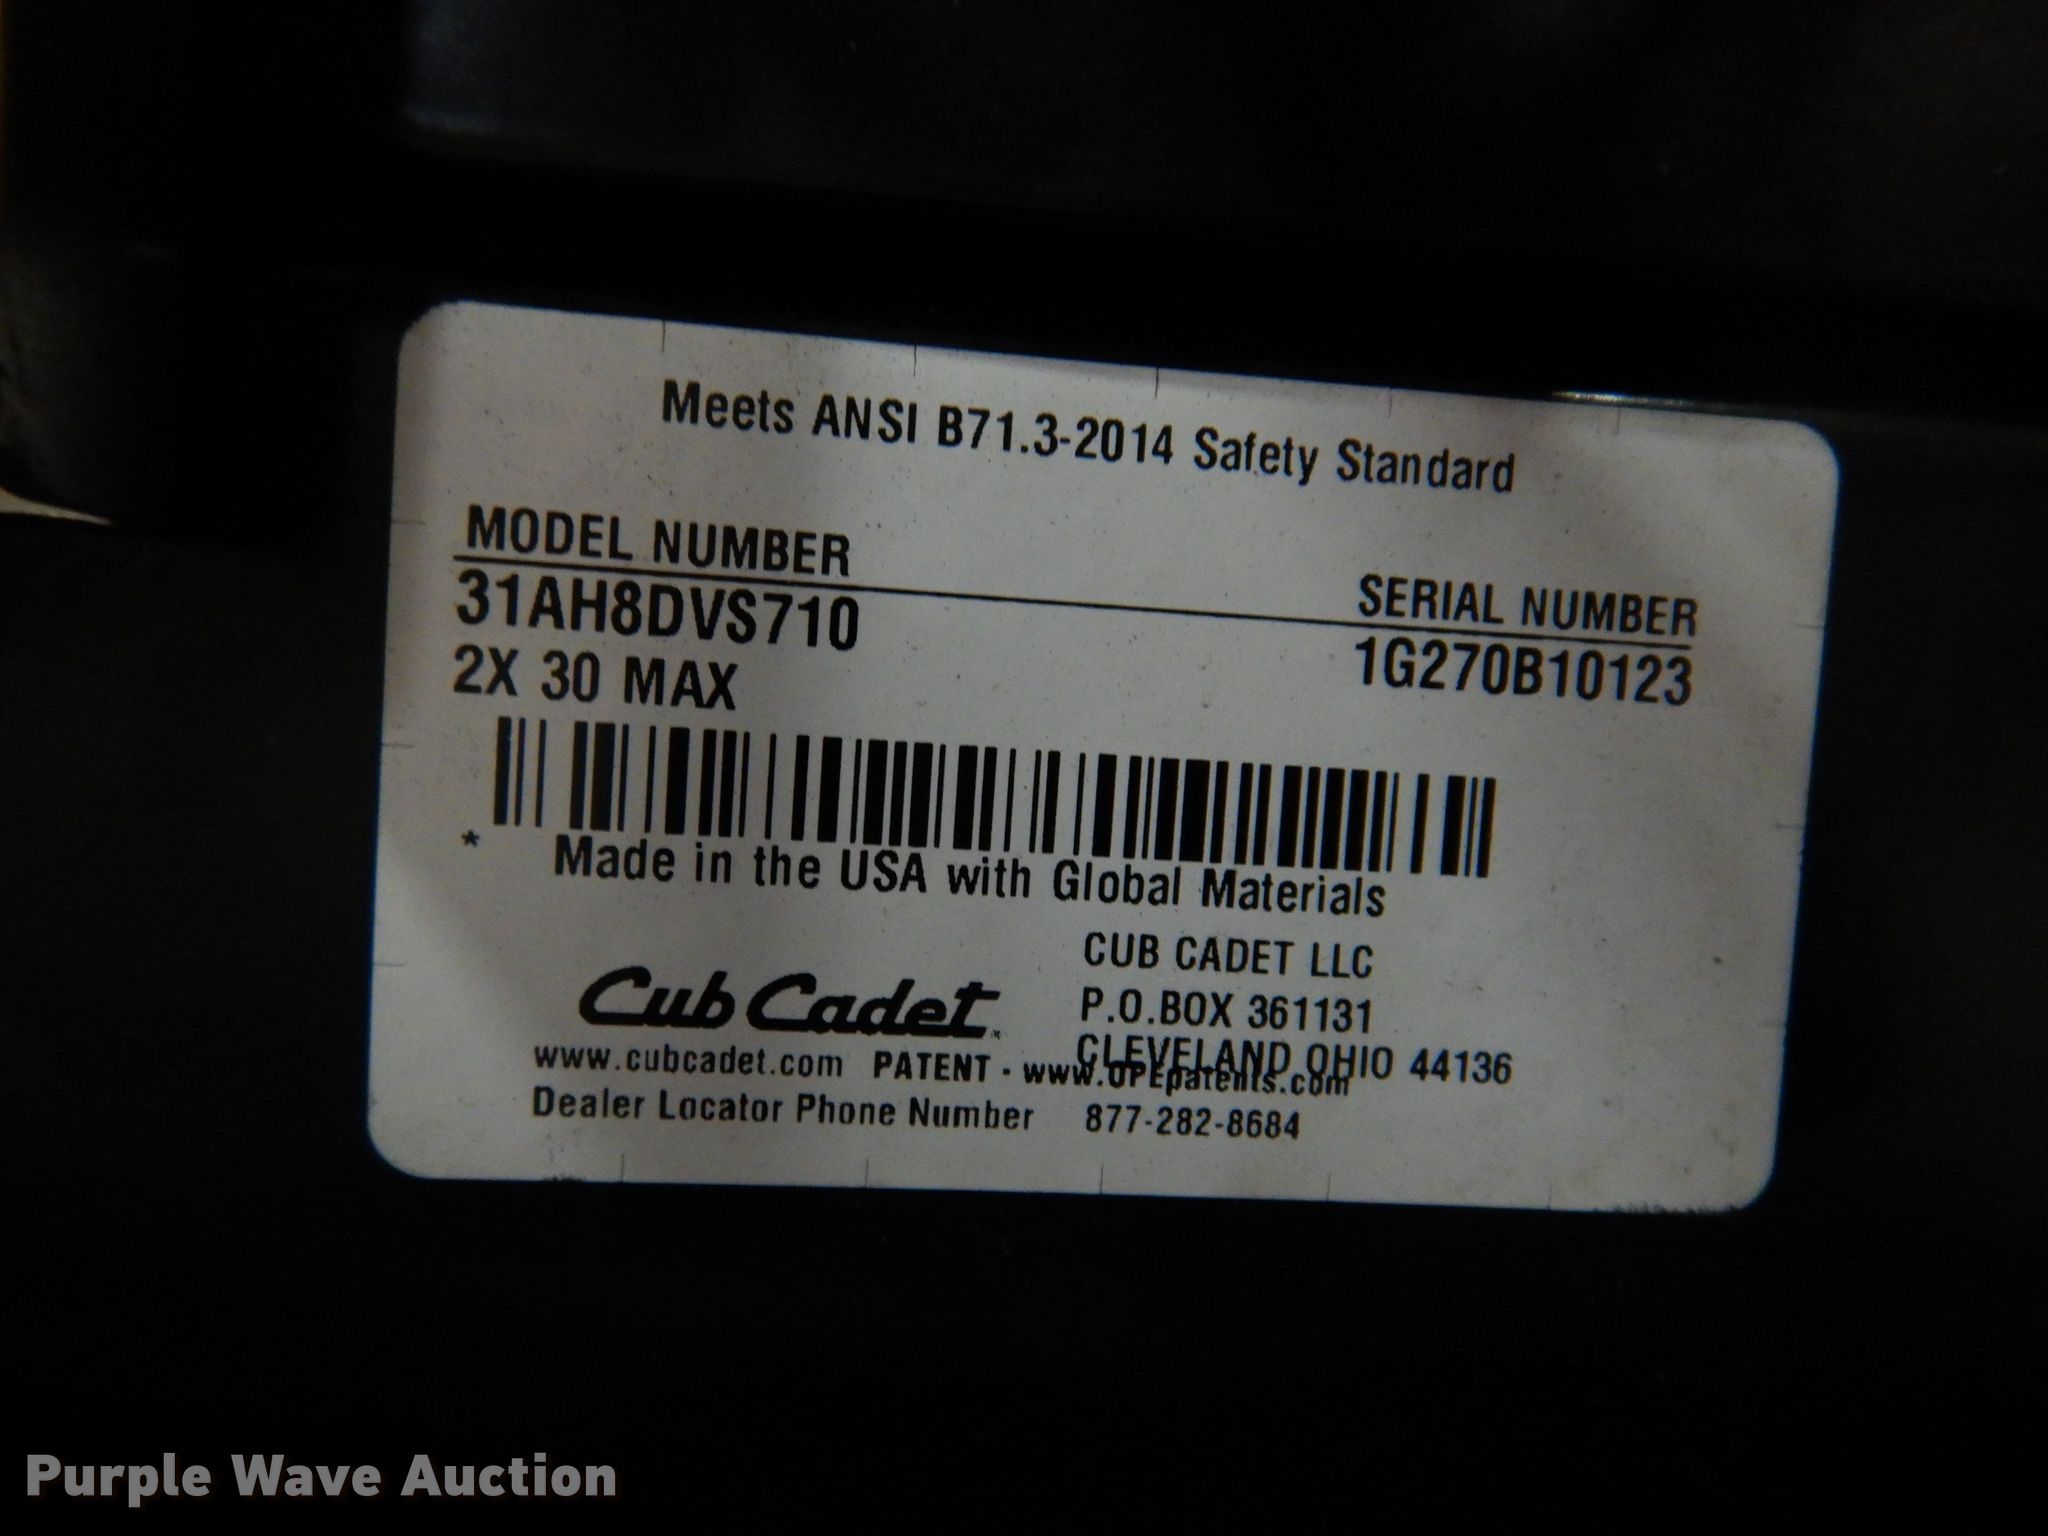 Meets ANSI B71.3-2014 Safety Standard
MODEL NUMBER
SERIAL NUMBER
31AH8DVS710
1G270B10123
2X 30 MAX
* Made in the USA with Global Materials
Cub Cadet
CUB CADET LLC
P.O.BOX 361131
CLEVELAND OHIO 44136
www.cubcadet.com PATENT - www.OPEpatents.com
Dealer Locator Phone Number 877-282-8684
Purple Wave Auction